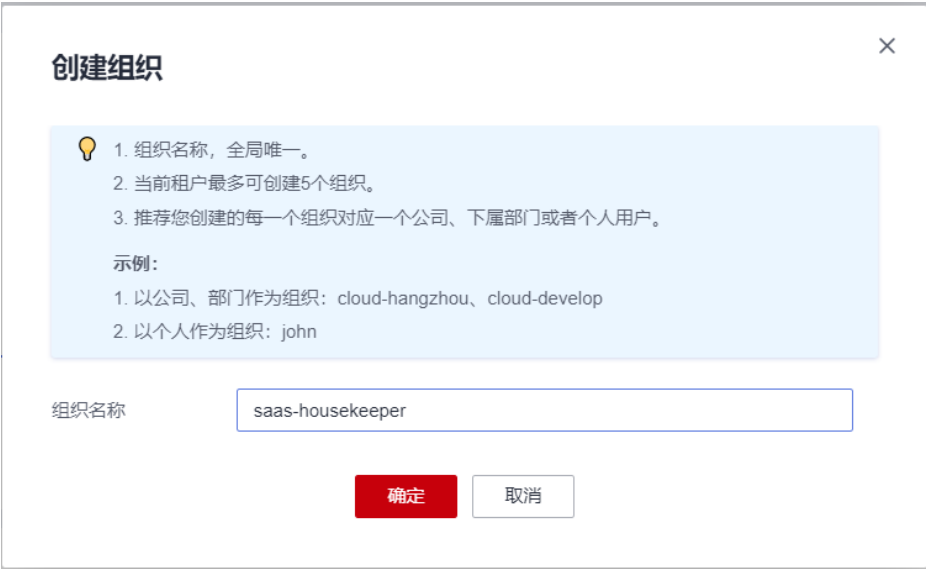 创建组织
1. 组织名称，全局唯一。
2. 当前租户最多可创建5个组织。
3. 推荐您创建的每一个组织对应一个公司、下属部门或者个人用户。
示例：
1. 以公司、部门作为组织：cloud-hangzhou、cloud-develop
2. 以个人作为组织：john
组织名称 saas-housekeeper
确定 取消